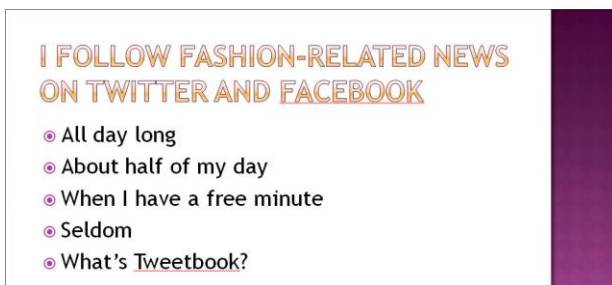 I FOLLOW FASHION-RELATED NEWS
ON TWITTER AND FACEBOOK
All day long
About half of my day
When I have a free minute
Seldom
What's Tweetbook?